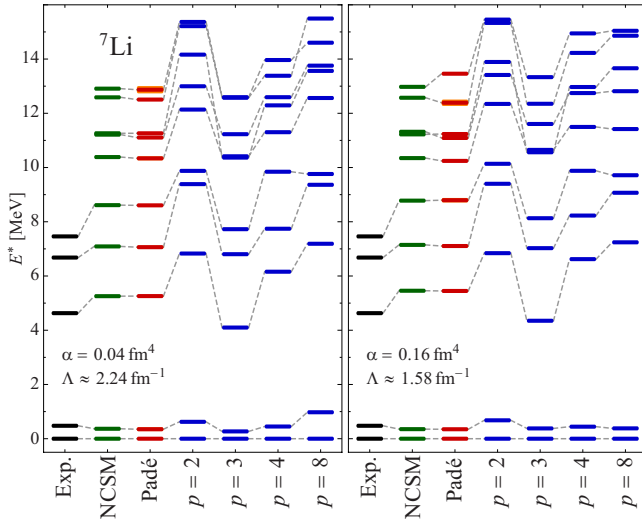 ⁷Li
14
12
10
8
6
4
2
0
E* [MeV]
α = 0.04 fm⁴
Λ ≈ 2.24 fm⁻¹
α = 0.16 fm⁴
Λ ≈ 1.58 fm⁻¹
Exp.
NCSM
Padé
p = 2
p = 3
p = 4
p = 8
Exp.
NCSM
Padé
p = 2
p = 3
p = 4
p = 8